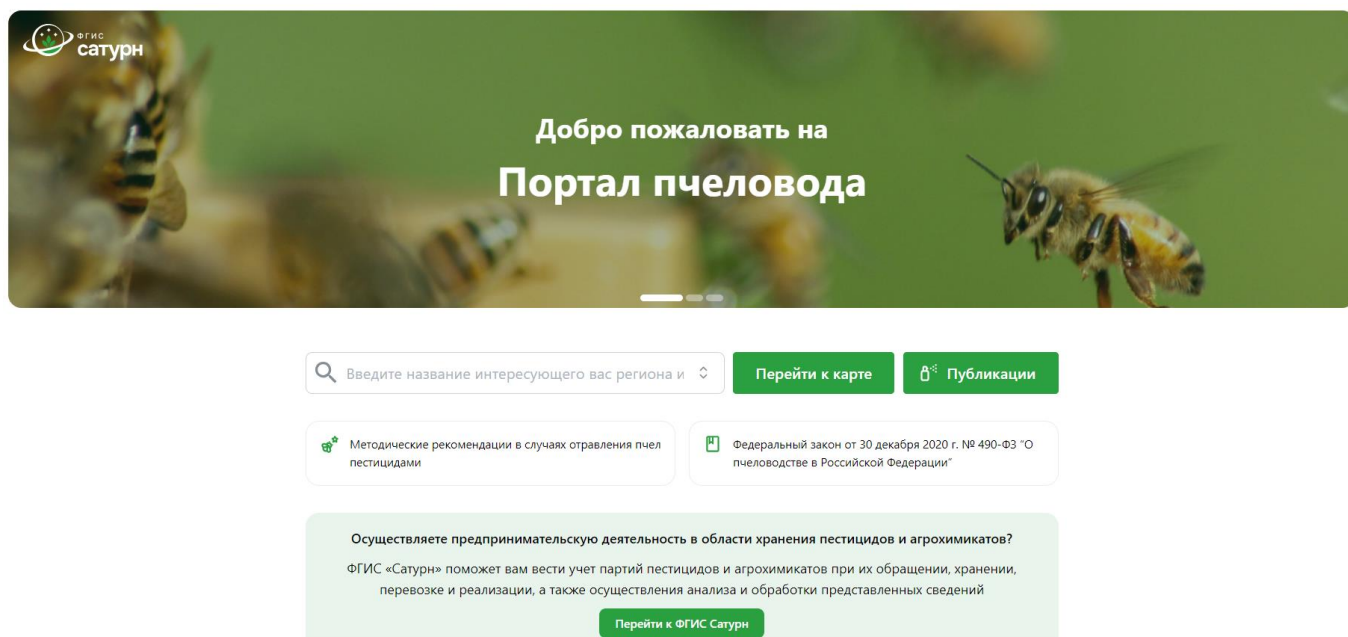 ФГИС
сатурн
Добро пожаловать на
Портал пчеловода
Введите название интересующего вас региона и
Перейти к карте
Публикации
Методические рекомендации в случаях отравления пчел
пестицидами
Федеральный закон от 30 декабря 2020 г. № 490-ФЗ "О
пчеловодстве в Российской Федерации"
Осуществляете предпринимательскую деятельность в области хранения пестицидов и агрохимикатов?
ФГИС «Сатурн» поможет вам вести учет партий пестицидов и агрохимикатов при их обращении, хранении,
перевозке и реализации, а также осуществления анализа и обработки представленных сведений
Перейти к ФГИС Сатурн